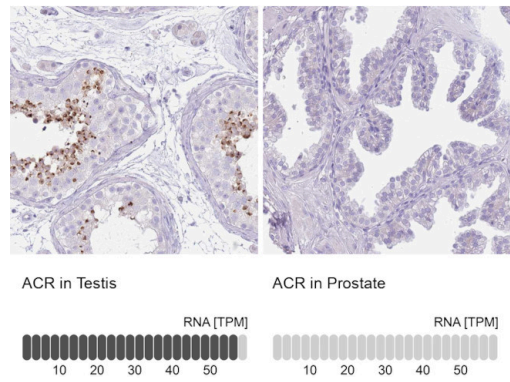 ACR in Testis
RNA [TPM]
10 20 30 40 50
ACR in Prostate
RNA [TPM]
10 20 30 40 50